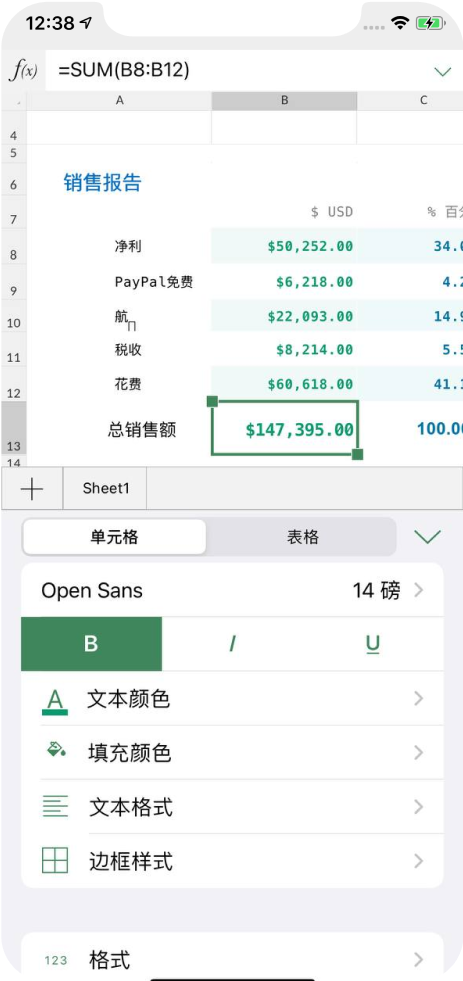 12:38
f(x) =SUM(B8:B12)
A B C
4
5
6 销售报告
7 $ USD % 百分
8 净利 $50,252.00 34.0
9 PayPal免费 $6,218.00 4.2
10 航 $22,093.00 14.9
11 税收 $8,214.00 5.5
12 花费 $60,618.00 41.1
13 总销售额 $147,395.00 100.00
14
Sheet1
单元格 表格
Open Sans 14 磅
B I U
A 文本颜色
填充颜色
文本格式
边框样式
123 格式